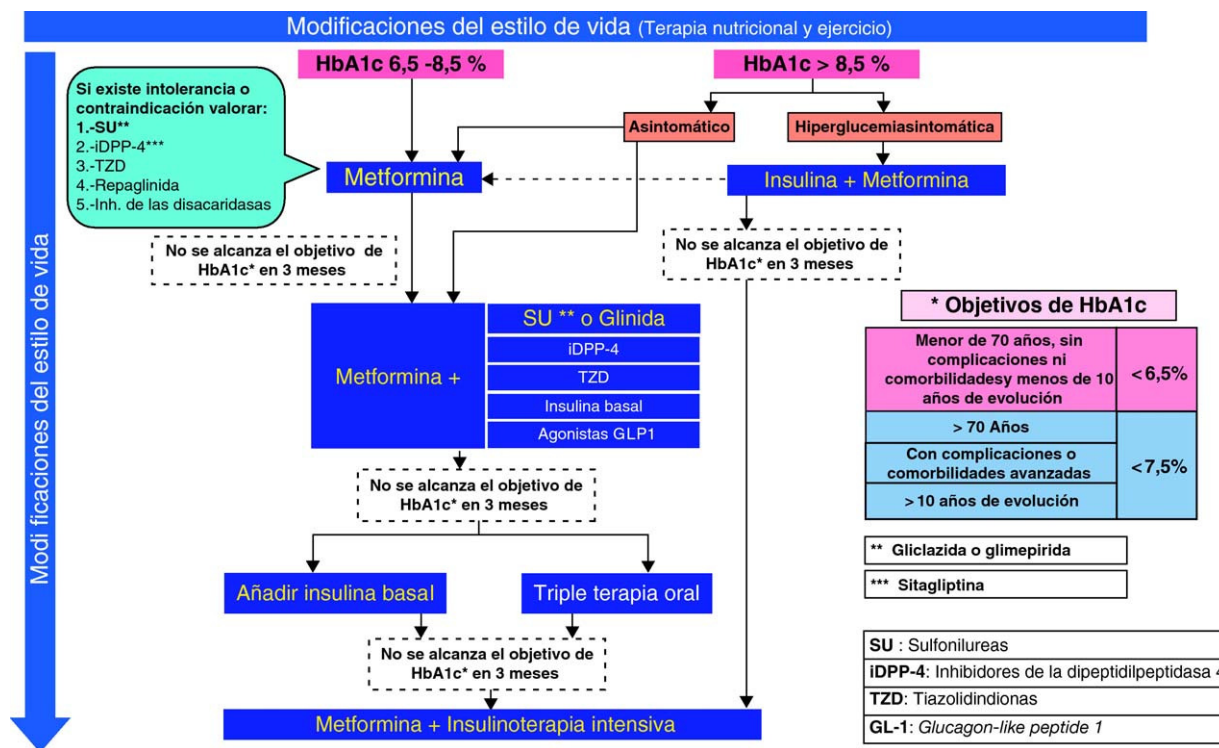 Modificaciones del estilo de vida (Terapia nutricional y ejercicio)
Modi ficaciones del estilo de vida
HbA1c 6,5 -8,5 %
HbA1c > 8,5 %
Si existe intolerancia o
contraindicación valorar:
1.-SU**
2.-iDPP-4***
3.-TZD
4.-Repaglinida
5.-Inh. de las disacaridasas
Asintomático
Hiperglucemiasintomática
Metformina
Insulina + Metformina
No se alcanza el objetivo de
HbA1c* en 3 meses
No se alcanza el objetivo de
HbA1c* en 3 meses
Metformina +
SU ** o Glinida
iDPP-4
TZD
Insulina basal
Agonistas GLP1
No se alcanza el objetivo de
HbA1c* en 3 meses
Añadir insulina basal
Triple terapia oral
No se alcanza el objetivo de
HbA1c* en 3 meses
Metformina + Insulinoterapia intensiva
* Objetivos de HbA1c
Menor de 70 años, sin
complicaciones ni
comorbilidadesy menos de 10
años de evolución
<6,5%
> 70 Años
Con complicaciones o
comorbilidades avanzadas
> 10 años de evolución
<7,5%
** Gliclazida o glimepirida
*** Sitagliptina
SU : Sulfonilureas
iDPP-4: Inhibidores de la dipeptidilpeptidasa 4
TZD: Tiazolidindionas
GL-1: Glucagon-like peptide 1